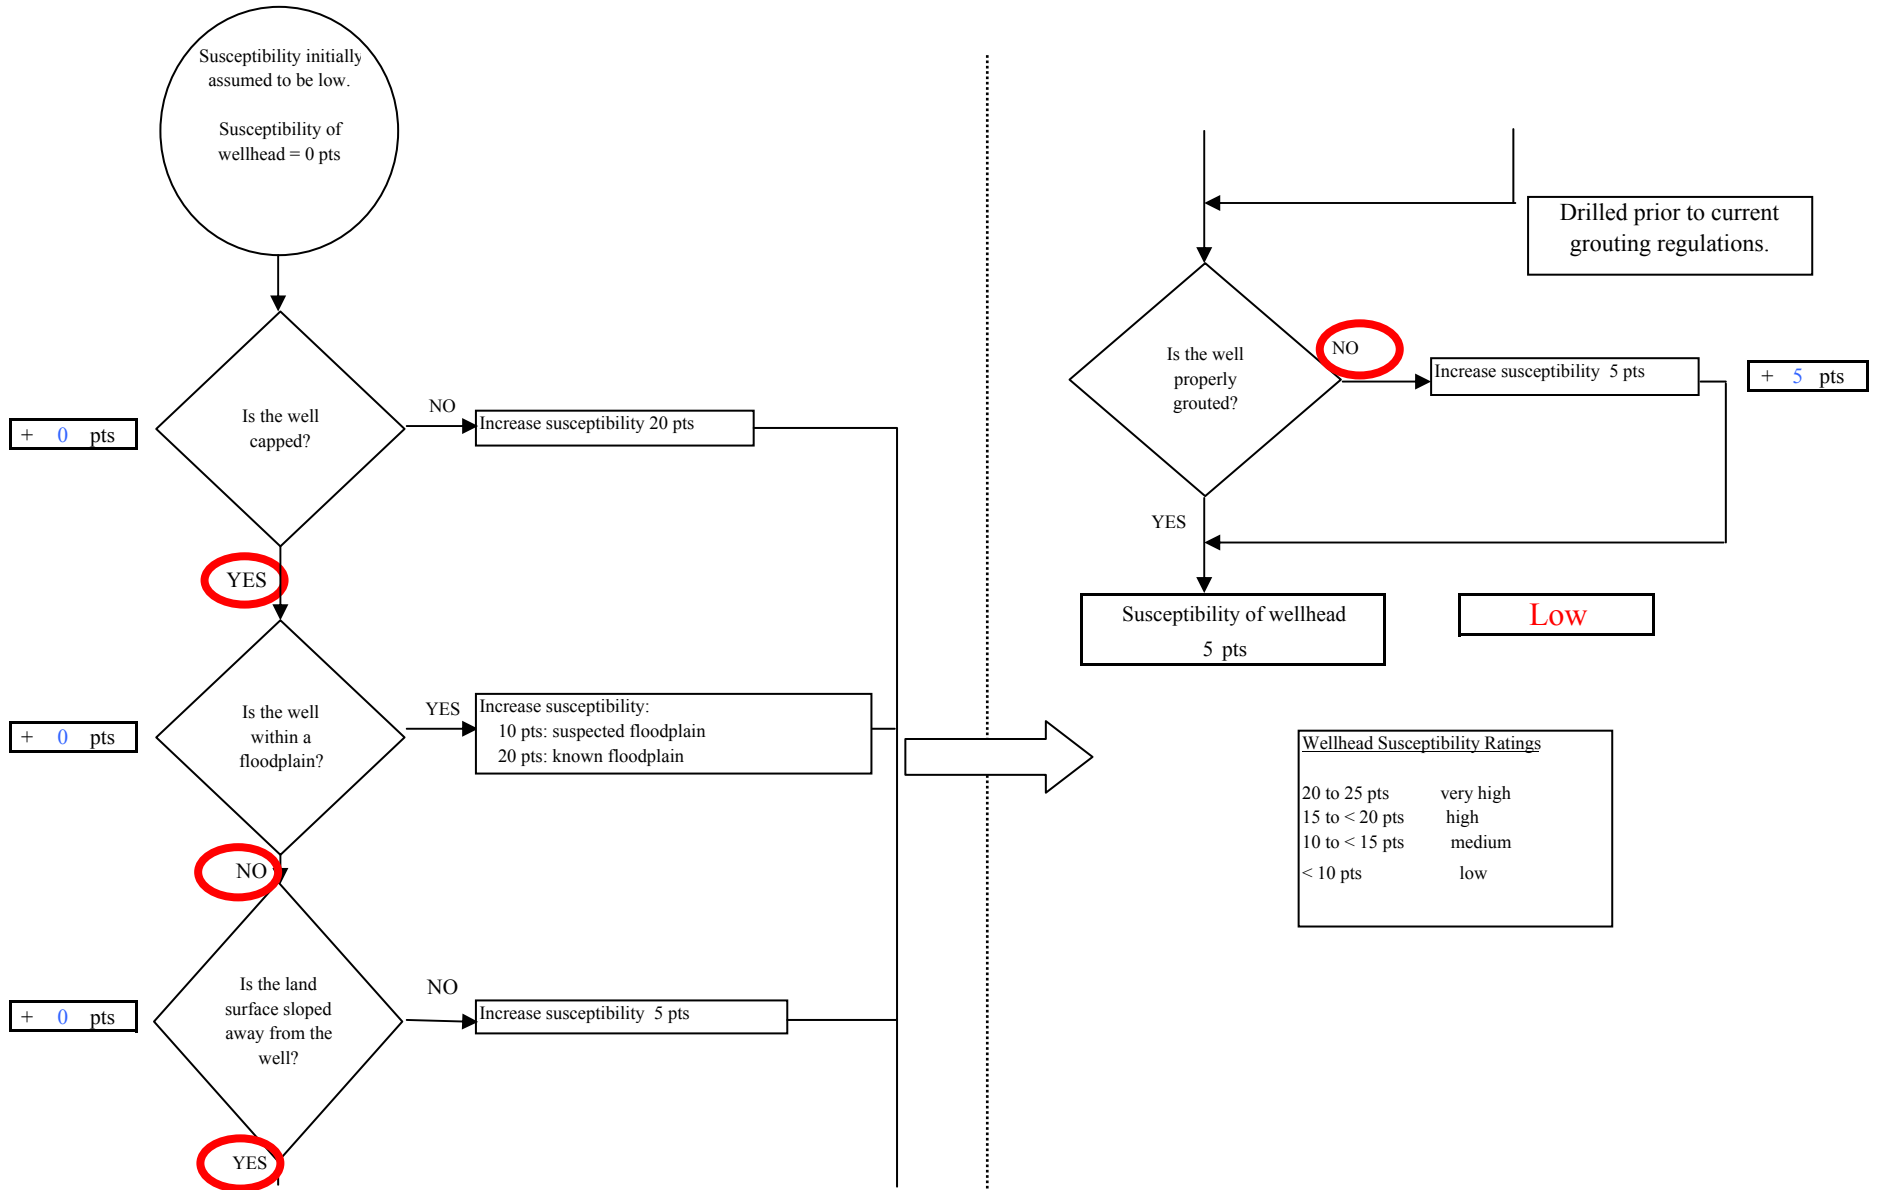 Susceptibility initially
assumed to be low.
Susceptibility of
wellhead = 0 pts
+ 0 pts
Is the well
capped?
NO
Increase susceptibility 20 pts
YES
+ 0 pts
Is the well
within a
floodplain?
YES
Increase susceptibility:
10 pts: suspected floodplain
20 pts: known floodplain
NO
+ 0 pts
Is the land
surface sloped
away from the
well?
NO
Increase susceptibility 5 pts
YES
Drilled prior to current
grouting regulations.
Is the well
properly
grouted?
NO
Increase susceptibility 5 pts
+ 5 pts
YES
Susceptibility of wellhead
5 pts
Low
Wellhead Susceptibility Ratings
20 to 25 pts very high
15 to < 20 pts high
10 to < 15 pts medium
< 10 pts low